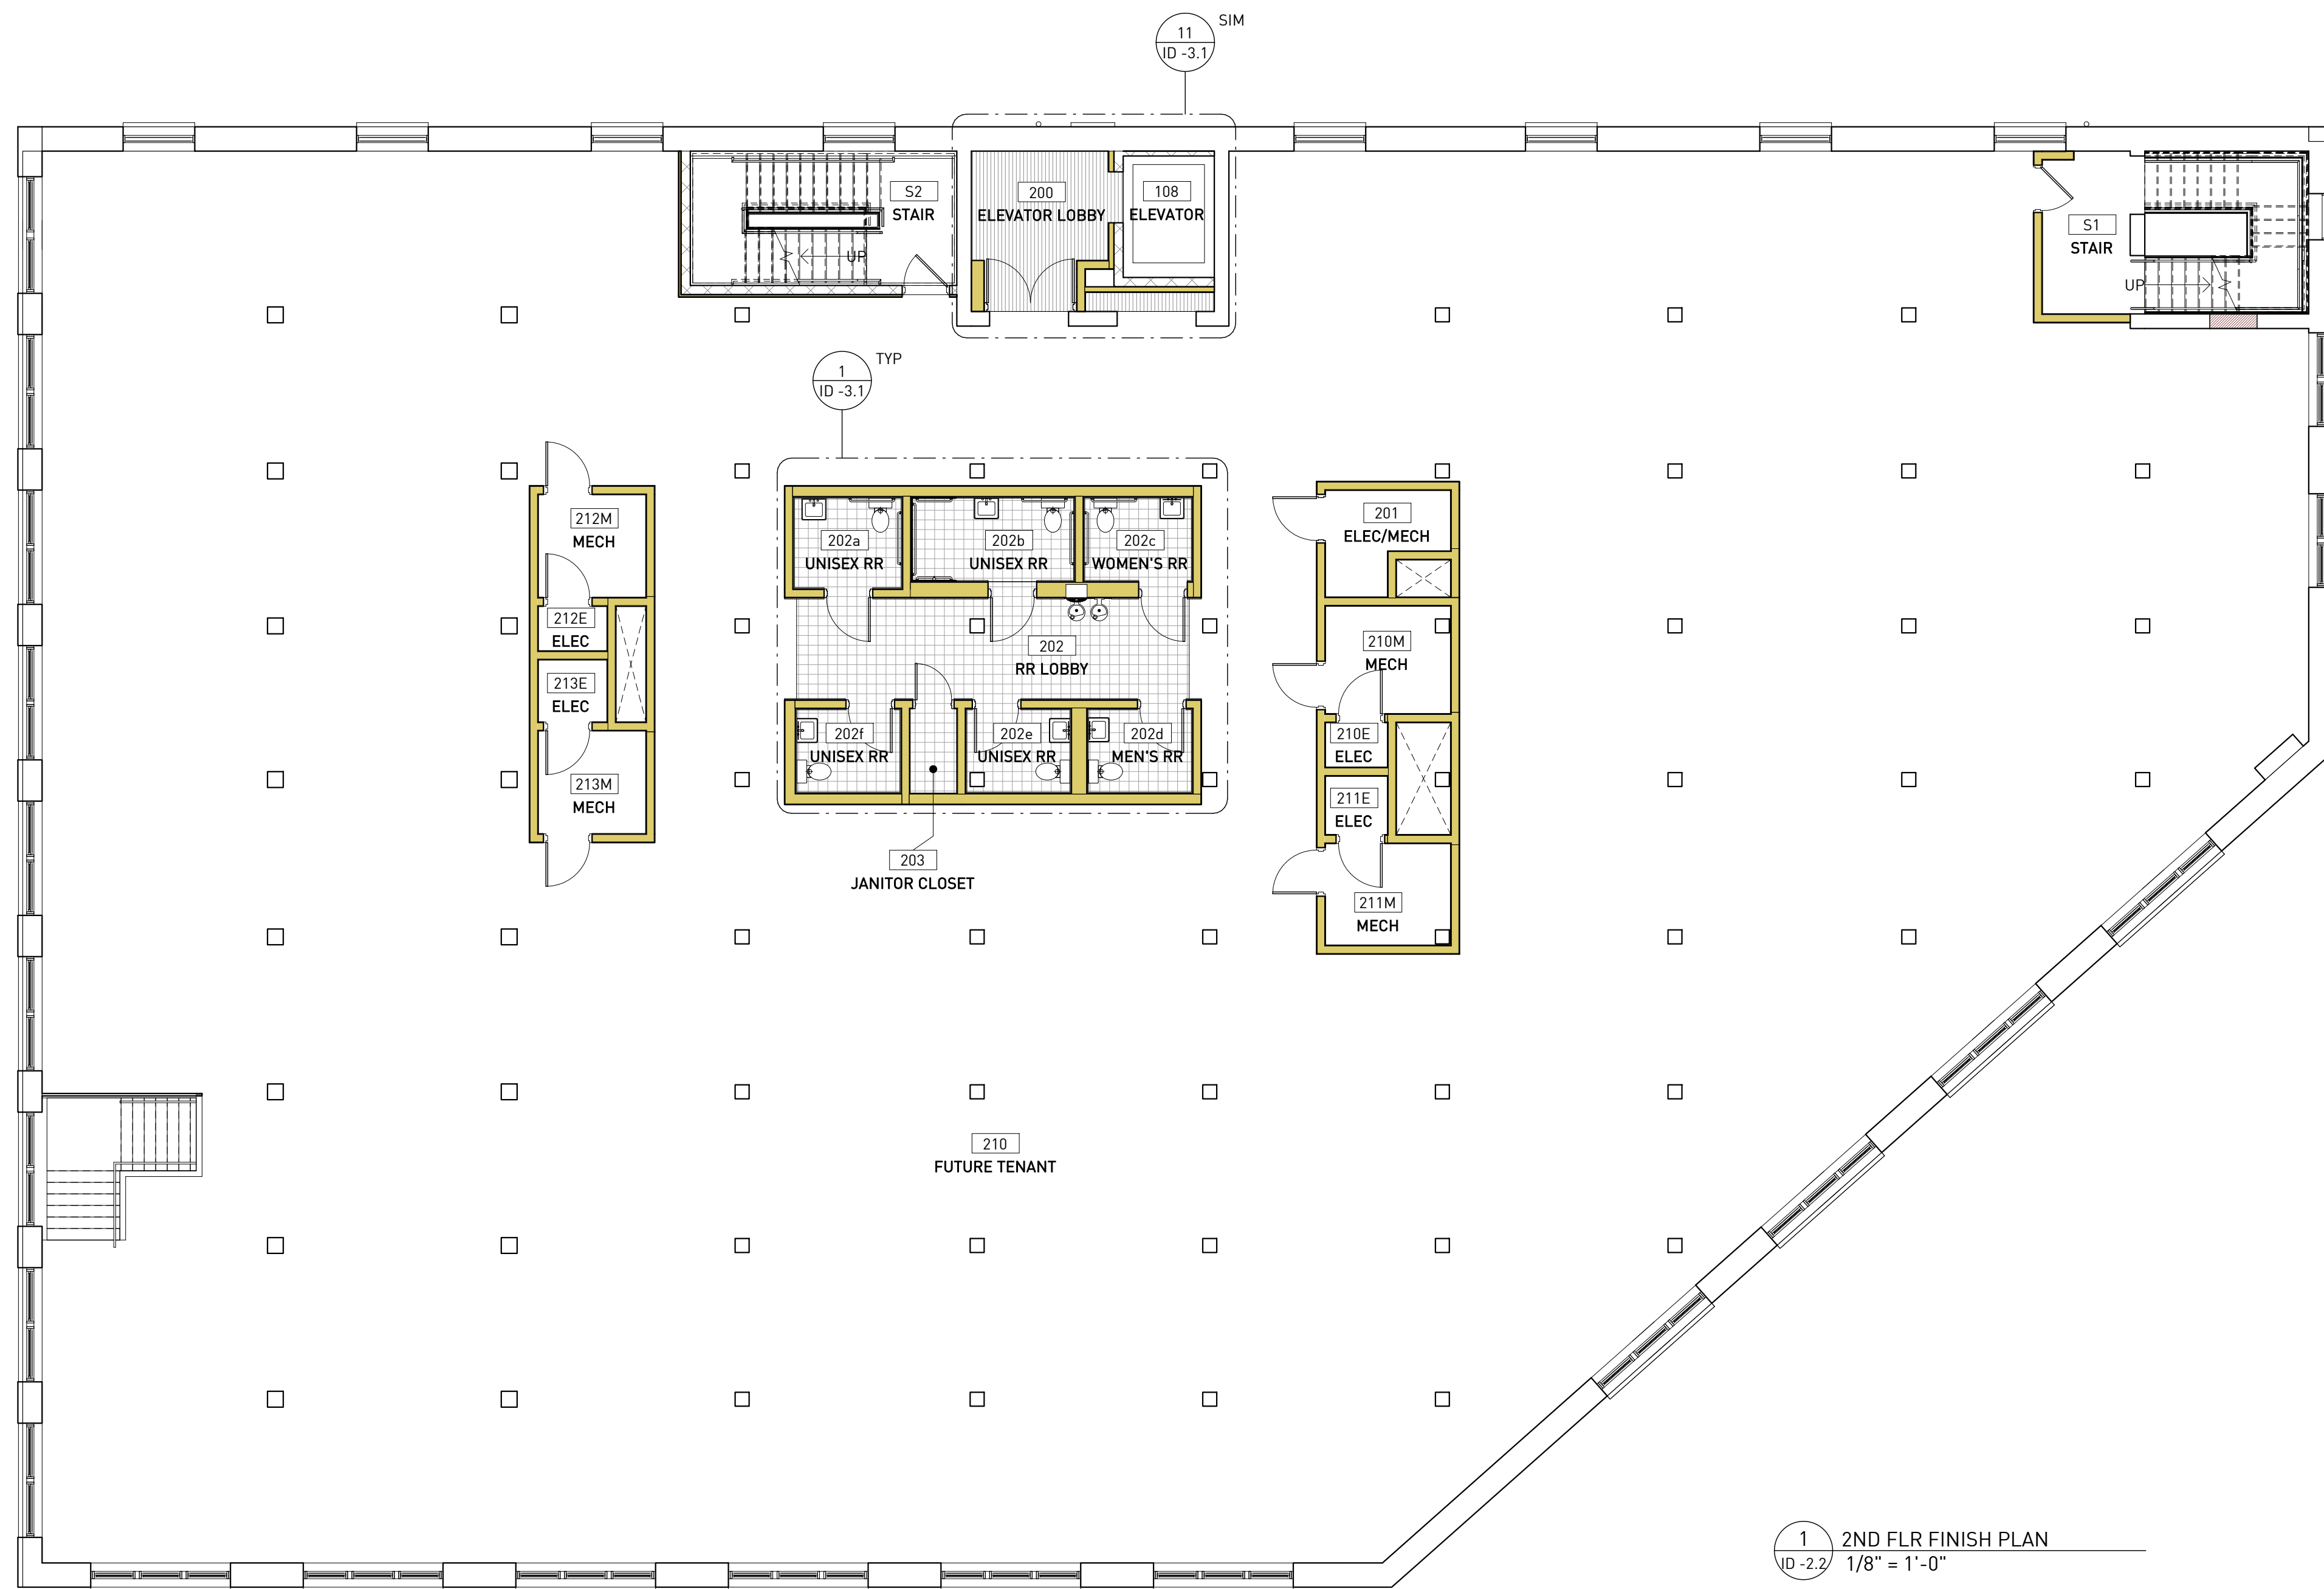 11
ID -3.1
SIM
S2
STAIR
UP
200
ELEVATOR LOBBY
108
ELEVATOR
S1
STAIR
UP
1
ID -3.1
TYP
212M
MECH
212E
ELEC
213E
ELEC
213M
MECH
202a
UNISEX RR
202b
UNISEX RR
202c
WOMEN'S RR
202
RR LOBBY
202f
UNISEX RR
202e
UNISEX RR
202d
MEN'S RR
203
JANITOR CLOSET
201
ELEC/MECH
210M
MECH
210E
ELEC
211E
ELEC
211M
MECH
210
FUTURE TENANT
1
ID -2.2
2ND FLR FINISH PLAN
1/8" = 1'-0"